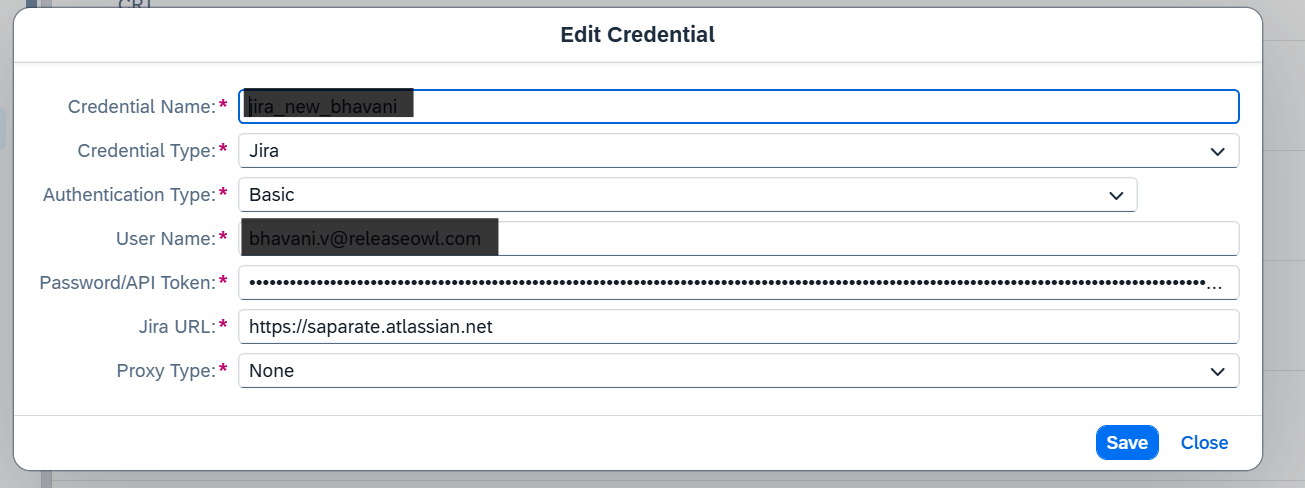 Edit Credential
Credential Name:* jira_new_bhavani
Credential Type:* Jira
Authentication Type:* Basic
User Name:* bhavani.v@releaseowl.com
Password/API Token:* ••••••••••••••••••••••••••••••••••••••••••••••••••••••••••••••••••••••••••••••••••••••••••••••••••••••••••••••••••••••••••••••••••••••••••••...
Jira URL:* https://saparate.atlassian.net
Proxy Type:* None
Save Close